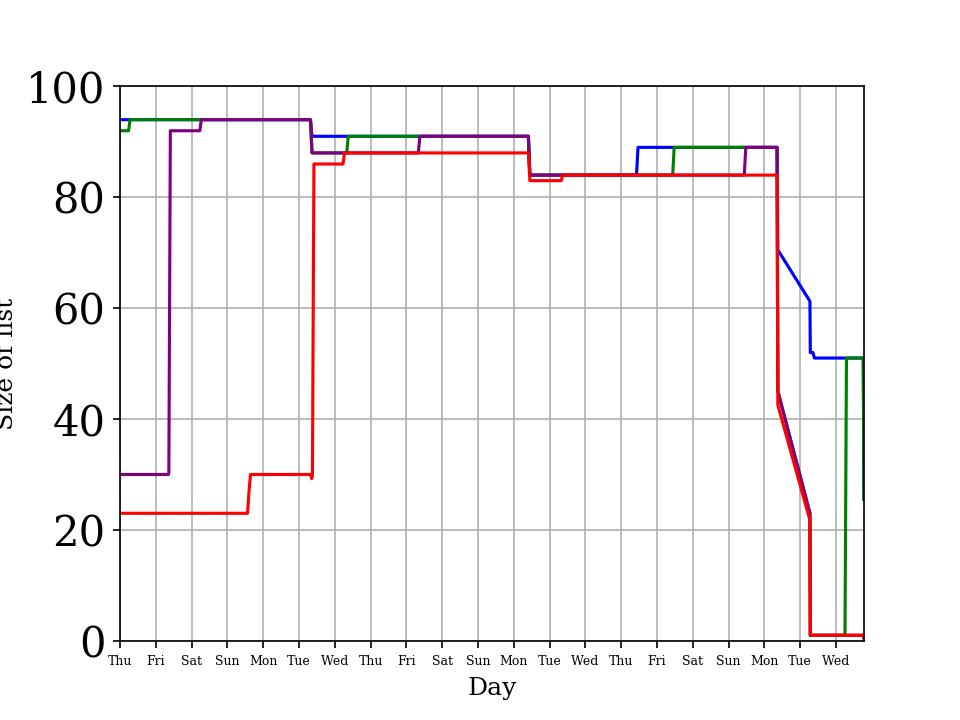 100
80
60
40
20
0
Size of list
Thu Fri Sat Sun Mon Tue Wed Thu Fri Sat Sun Mon Tue Wed Thu Fri Sat Sun Mon Tue Wed
Day